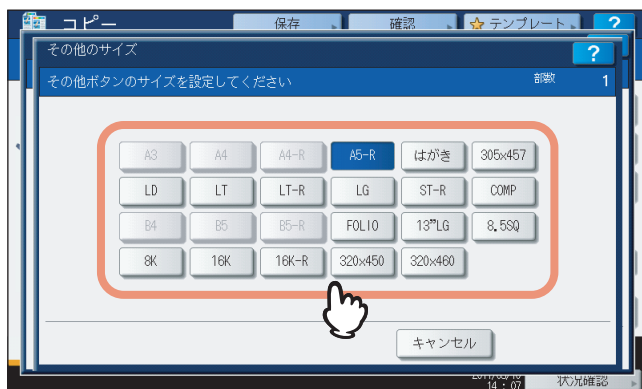 コピー 保存 確認 テンプレート ?
その他のサイズ ?
その他ボタンのサイズを設定してください 部数 1
A3 A4 A4-R A5-R はがき 305x457
LD LT LT-R LG ST-R COMP
B4 B5 B5-R FOLIO 13"LG 8.5SQ
8K 16K 16K-R 320x450 320x460
キャンセル
14:07 状況確認